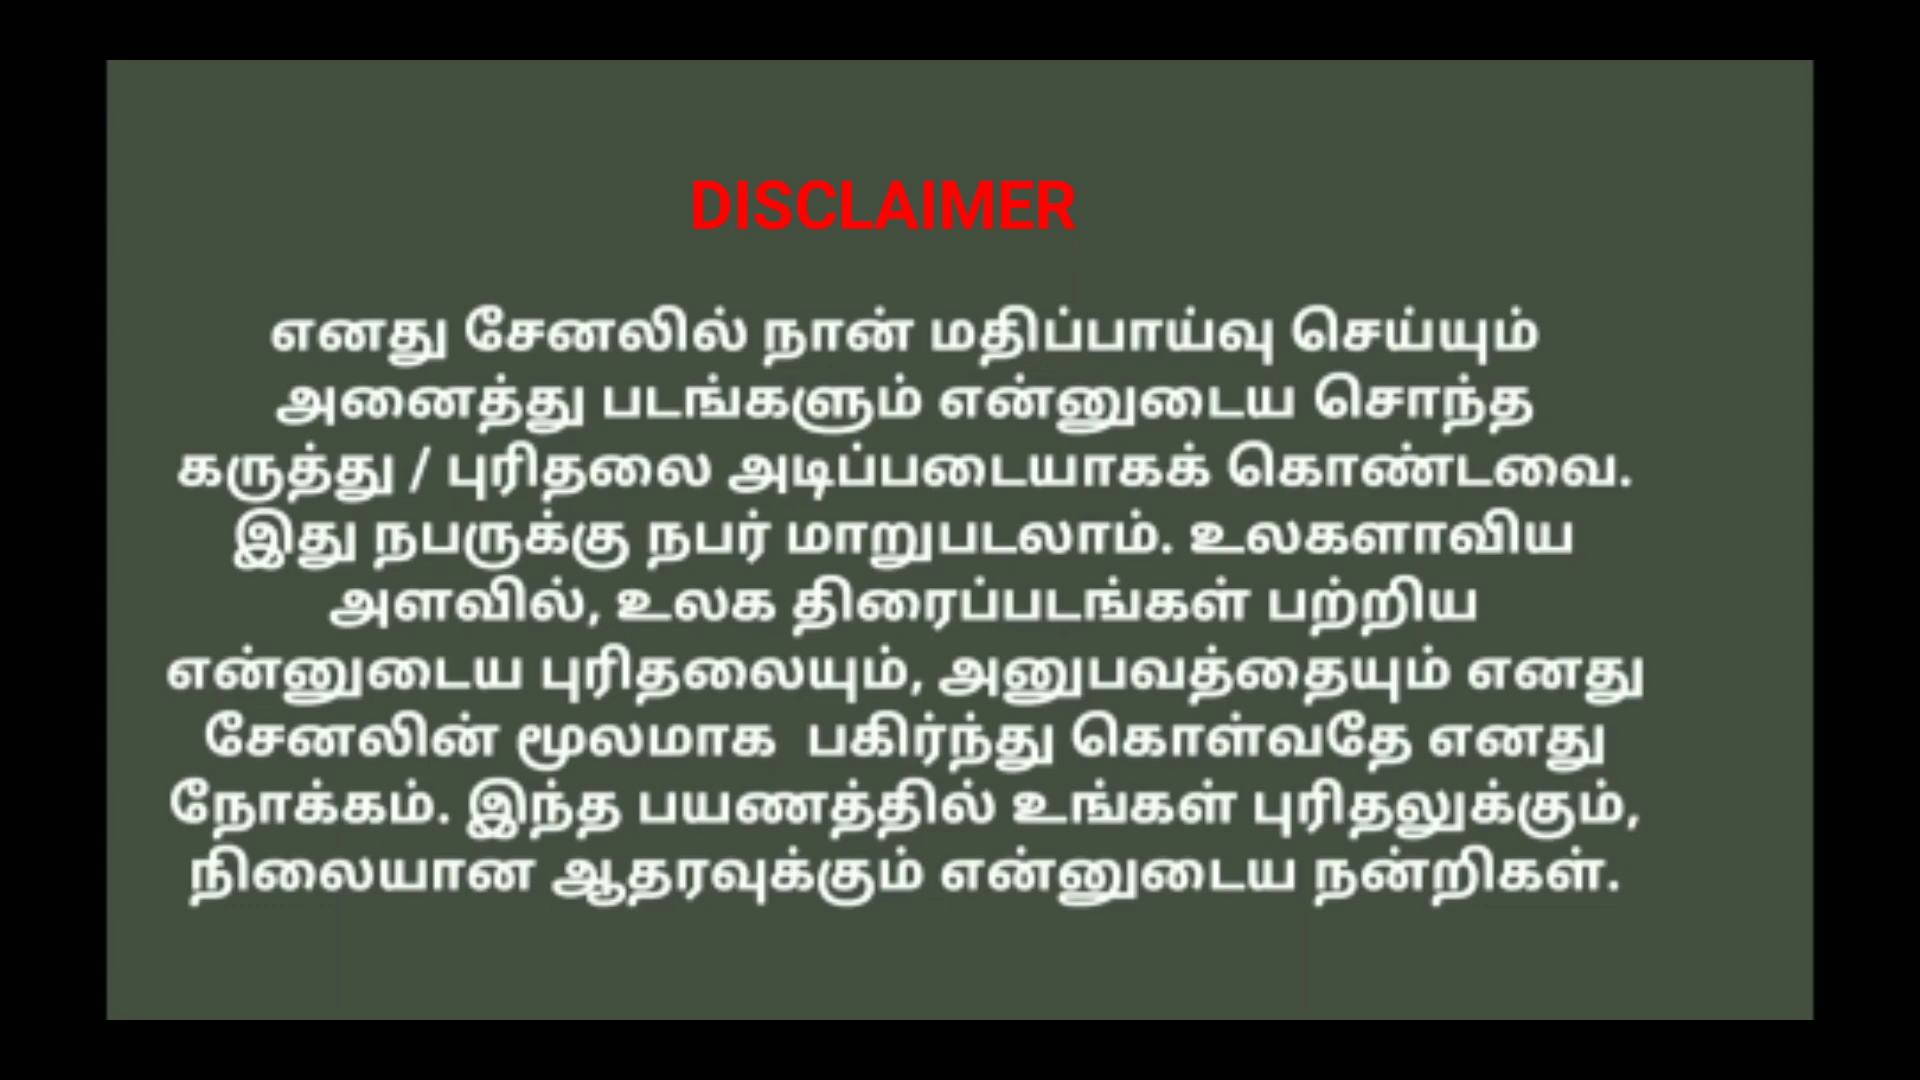 DISCLAIMER
எனது சேனலில் நான் மதிப்பாய்வு செய்யும்
அனைத்து படங்களும் என்னுடைய சொந்த
கருத்து / புரிதலை அடிப்படையாகக் கொண்டவை.
இது நபருக்கு நபர் மாறுபடலாம். உலகளாவிய
அளவில், உலக திரைப்படங்கள் பற்றிய
என்னுடைய புரிதலையும், அனுபவத்தையும் எனது
சேனலின் மூலமாக  பகிர்ந்து கொள்வதே எனது
நோக்கம். இந்த பயணத்தில் உங்கள் புரிதலுக்கும்,
நிலையான ஆதரவுக்கும் என்னுடைய நன்றிகள்.